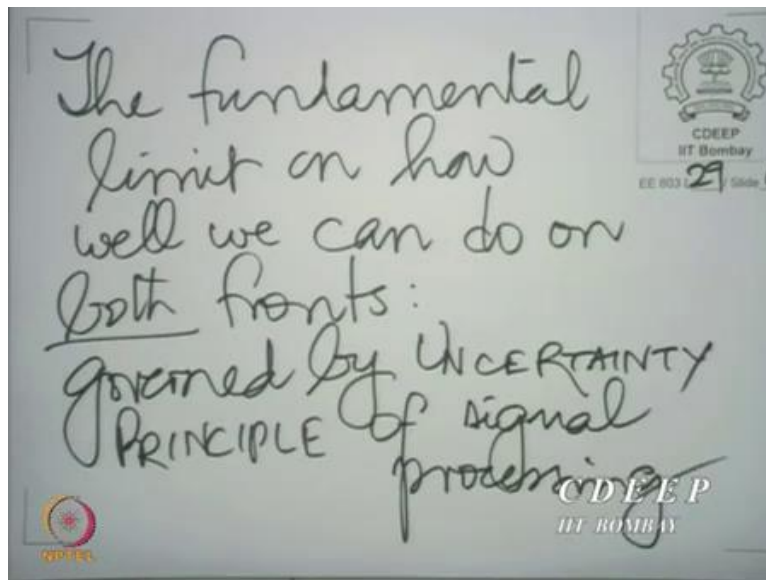 The fundamental
limit on how
well we can do on
both fronts:
governed by UNCERTAINTY
PRINCIPLE of signal
processing
CDEEP
IIT Bombay
EE 803 29 Slide
NPTEL
CDEEP
IIT BOMBAY